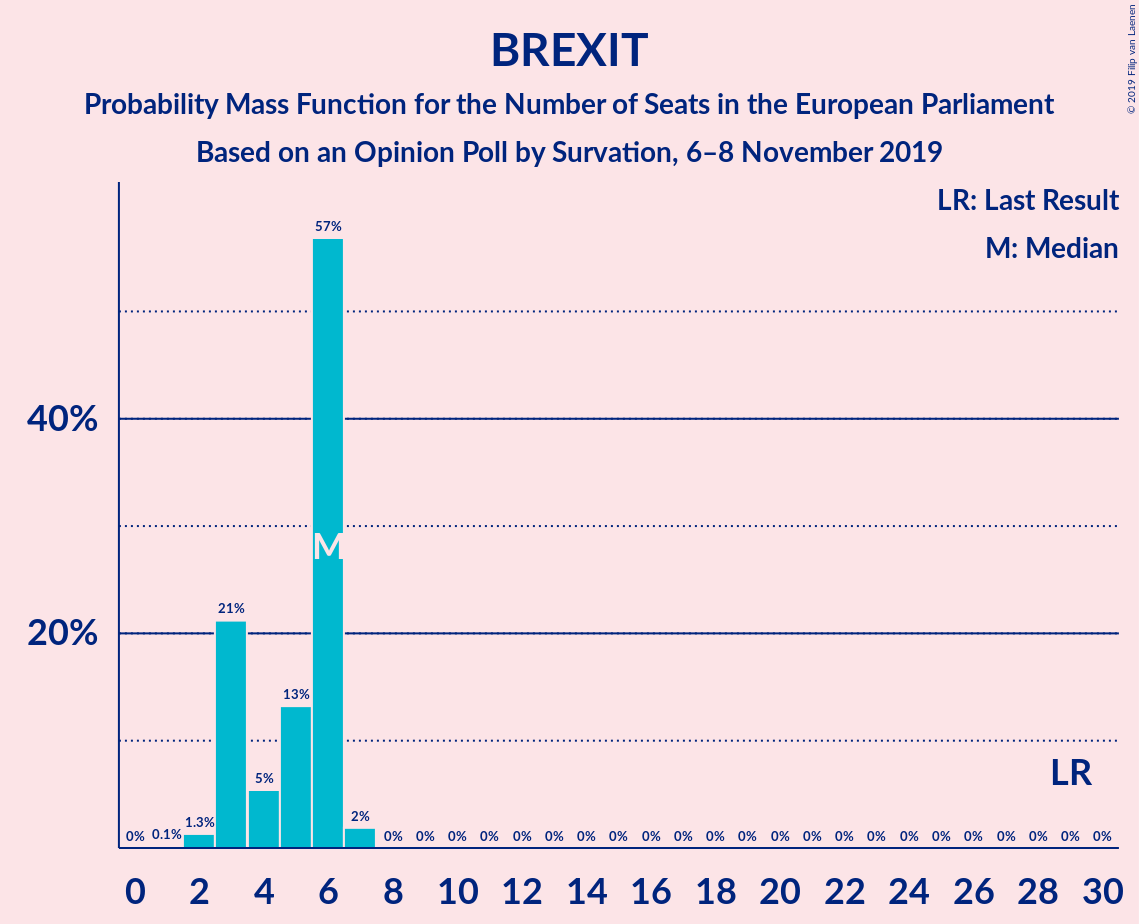 BREXIT
Probability Mass Function for the Number of Seats in the European Parliament
Based on an Opinion Poll by Survation, 6–8 November 2019
© 2019 Filip van Laenen
LR: Last Result
M: Median
57%
40%
M
21%
20%
13%
5%
LR
2%
1.3%
0% 0.1% 0% 0% 0% 0% 0% 0% 0% 0% 0% 0% 0% 0% 0% 0% 0% 0% 0% 0% 0% 0% 0% 0% 0%
0 2 4 6 8 10 12 14 16 18 20 22 24 26 28 30